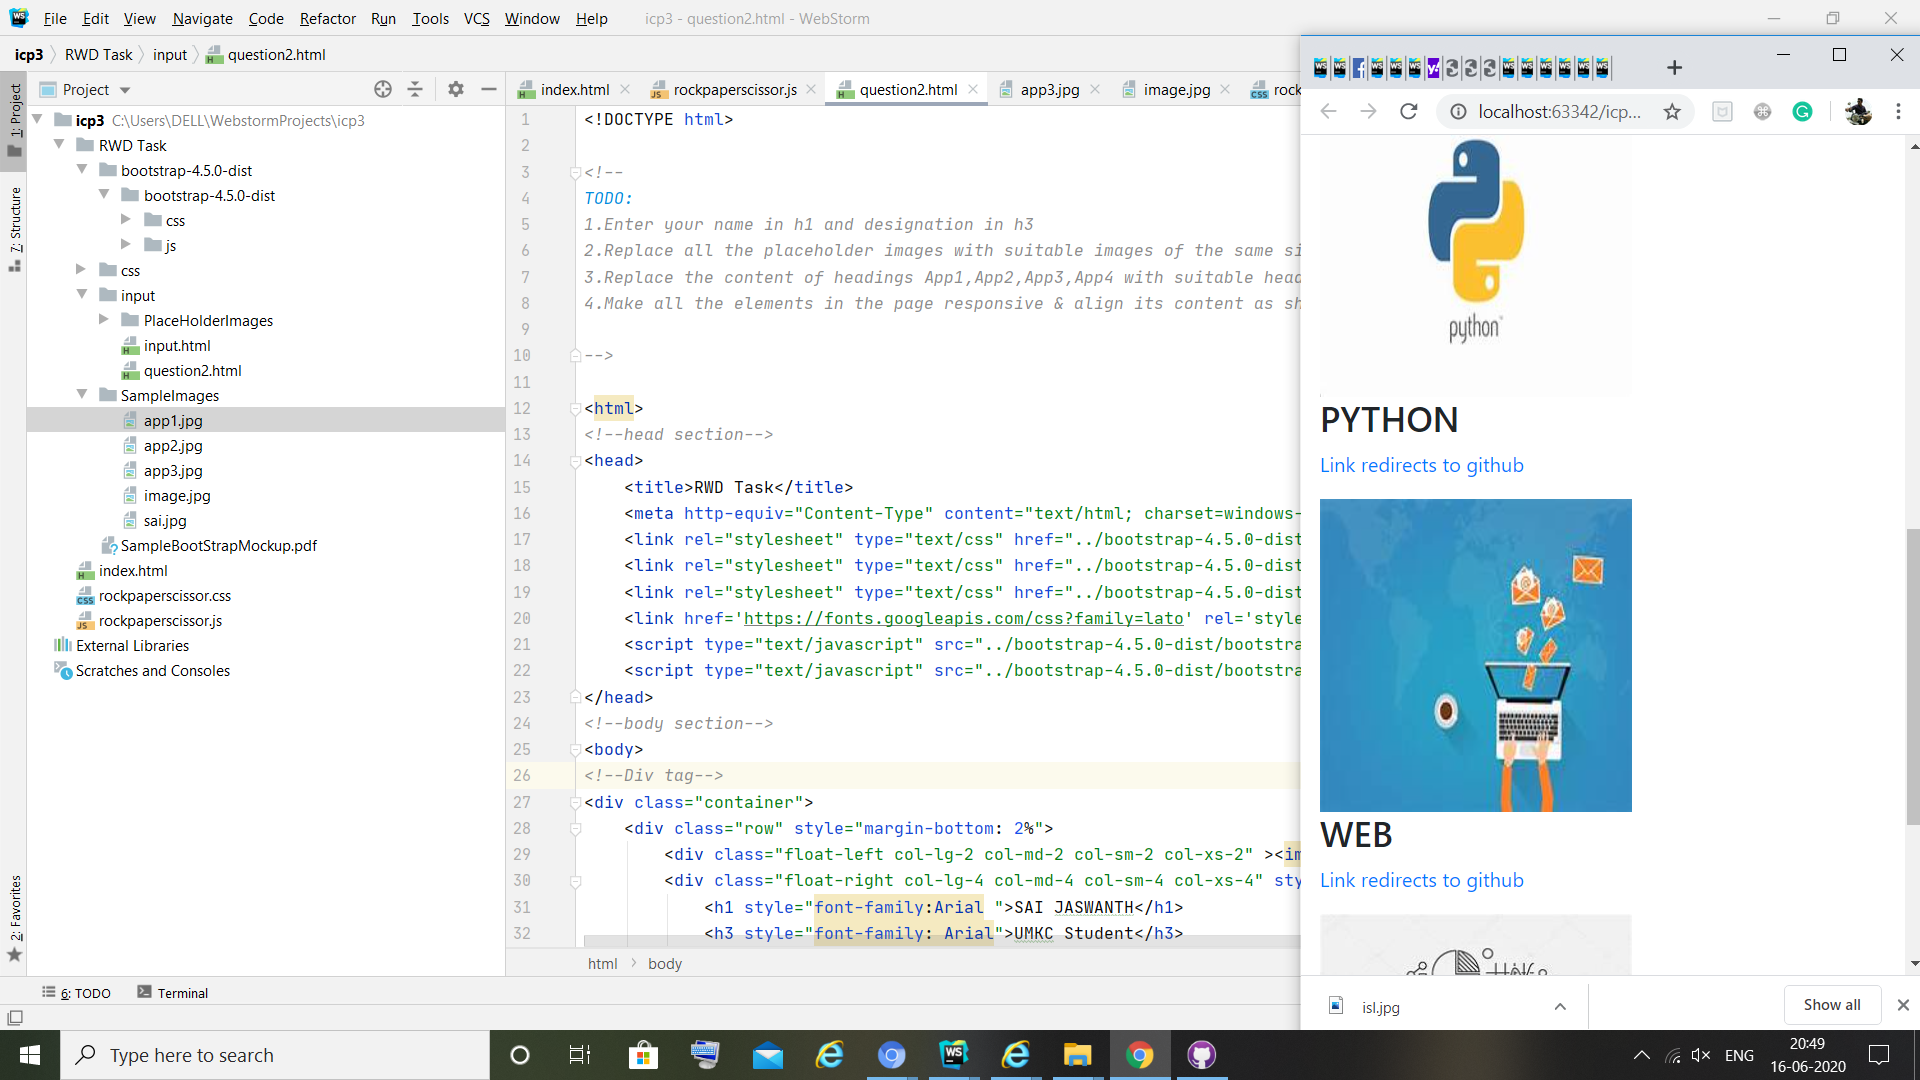 File Edit View Navigate Code Refactor Run Tools VCS Window Help icp3 - question2.html - WebStorm
icp3 RWD Task input question2.html
1: Project
7: Structure
2: Favorites
Project
icp3 C:\Users\DELL\WebstormProjects\icp3
RWD Task
bootstrap-4.5.0-dist
bootstrap-4.5.0-dist
css
js
css
input
PlaceHolderImages
input.html
question2.html
SampleImages
app1.jpg
app2.jpg
app3.jpg
image.jpg
sai.jpg
SampleBootStrapMockup.pdf
index.html
rockpaperscissor.css
rockpaperscissor.js
External Libraries
Scratches and Consoles
index.html rockpaperscissor.js question2.html app3.jpg image.jpg rock
1 <!DOCTYPE html>
2
3 <!--
4 TODO:
5 1.Enter your name in h1 and designation in h3
6 2.Replace all the placeholder images with suitable images of the same si
7 3.Replace the content of headings App1,App2,App3,App4 with suitable head
8 4.Make all the elements in the page responsive & align its content as sh
9
10 -->
11
12 <html>
13 <!--head section-->
14 <head>
15 <title>RWD Task</title>
16 <meta http-equiv="Content-Type" content="text/html; charset=windows-
17 <link rel="stylesheet" type="text/css" href="../bootstrap-4.5.0-dist
18 <link rel="stylesheet" type="text/css" href="../bootstrap-4.5.0-dist
19 <link rel="stylesheet" type="text/css" href="../bootstrap-4.5.0-dist
20 <link href='https://fonts.googleapis.com/css?family=lato' rel='style
21 <script type="text/javascript" src="../bootstrap-4.5.0-dist/bootstra
22 <script type="text/javascript" src="../bootstrap-4.5.0-dist/bootstra
23 </head>
24 <!--body section-->
25 <body>
26 <!--Div tag-->
27 <div class="container">
28 <div class="row" style="margin-bottom: 2%">
29 <div class="float-left col-lg-2 col-md-2 col-sm-2 col-xs-2" ><im
30 <div class="float-right col-lg-4 col-md-4 col-sm-4 col-xs-4" sty
31 <h1 style="font-family:Arial ">SAI JASWANTH</h1>
32 <h3 style="font-family: Arial">UMKC Student</h3>
html body
6: TODO Terminal
localhost:63342/icp...
python
PYTHON
Link redirects to github
WEB
Link redirects to github
isl.jpg
Show all
Type here to search
ENG
20:49
16-06-2020